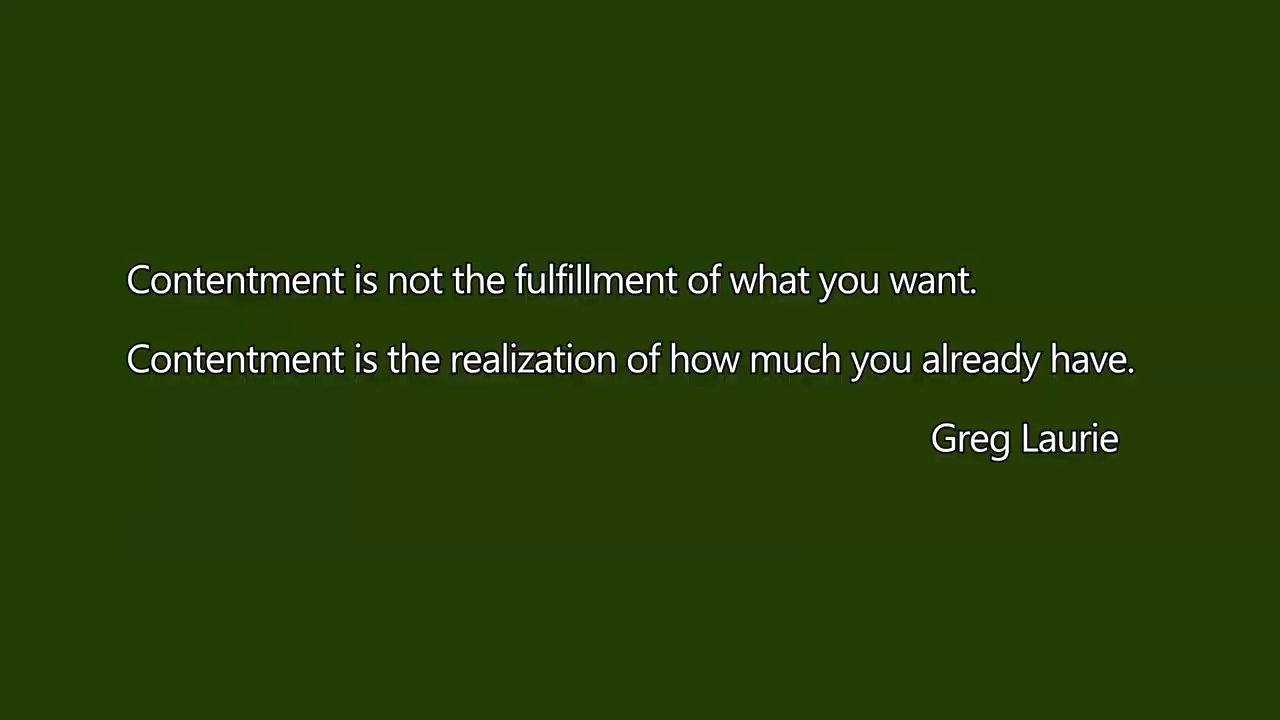 Contentment is not the fulfillment of what you want.
Contentment is the realization of how much you already have.
Greg Laurie